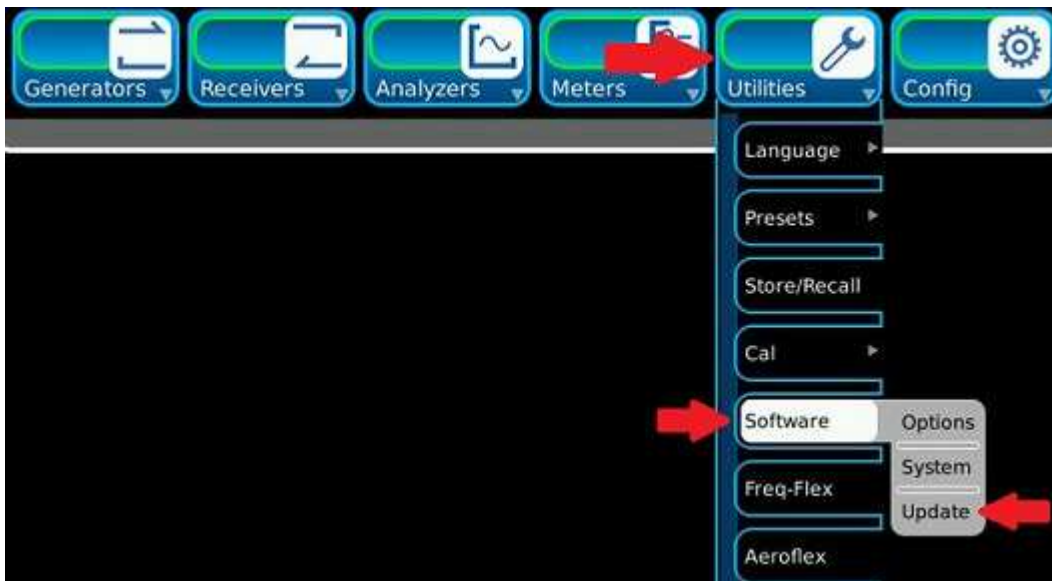 Generators
Receivers
Analyzers
Meters
Utilities
Config
Language
Presets
Store/Recall
Cal
Software
Options
System
Update
Freq-Flex
Aeroflex